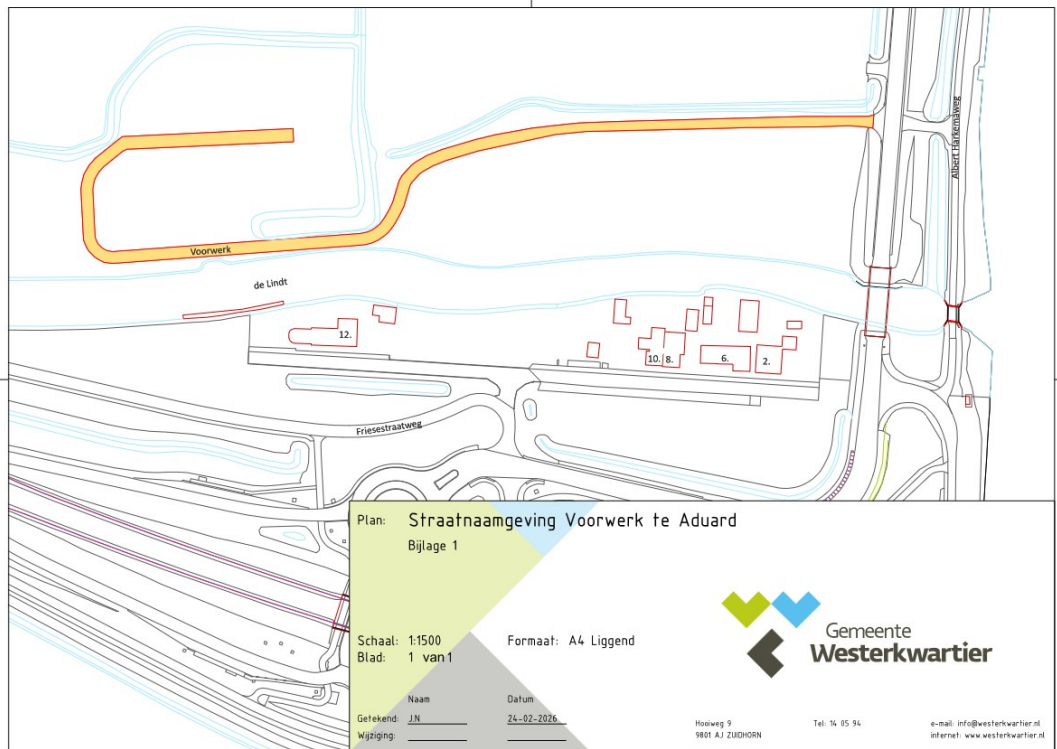 Albert Harkemaweg
Voorwerk
de Lindt
12.
10.
8.
6.
2.
Friesestraatweg
Plan: Straatnaamgeving Voorwerk te Aduard
Bijlage 1
Schaal: 1:1500 Formaat: A4 Liggend
Blad: 1 van 1
Gemeente
Westerkwartier
Naam Datum
Getekend: J.N 24-02-2026
Wijziging:
Hooiweg 9 Tel: 14 05 94 e-mail: info@westerkwartier.nl
9801 AJ ZUIDHORN internet: www.westerkwartier.nl